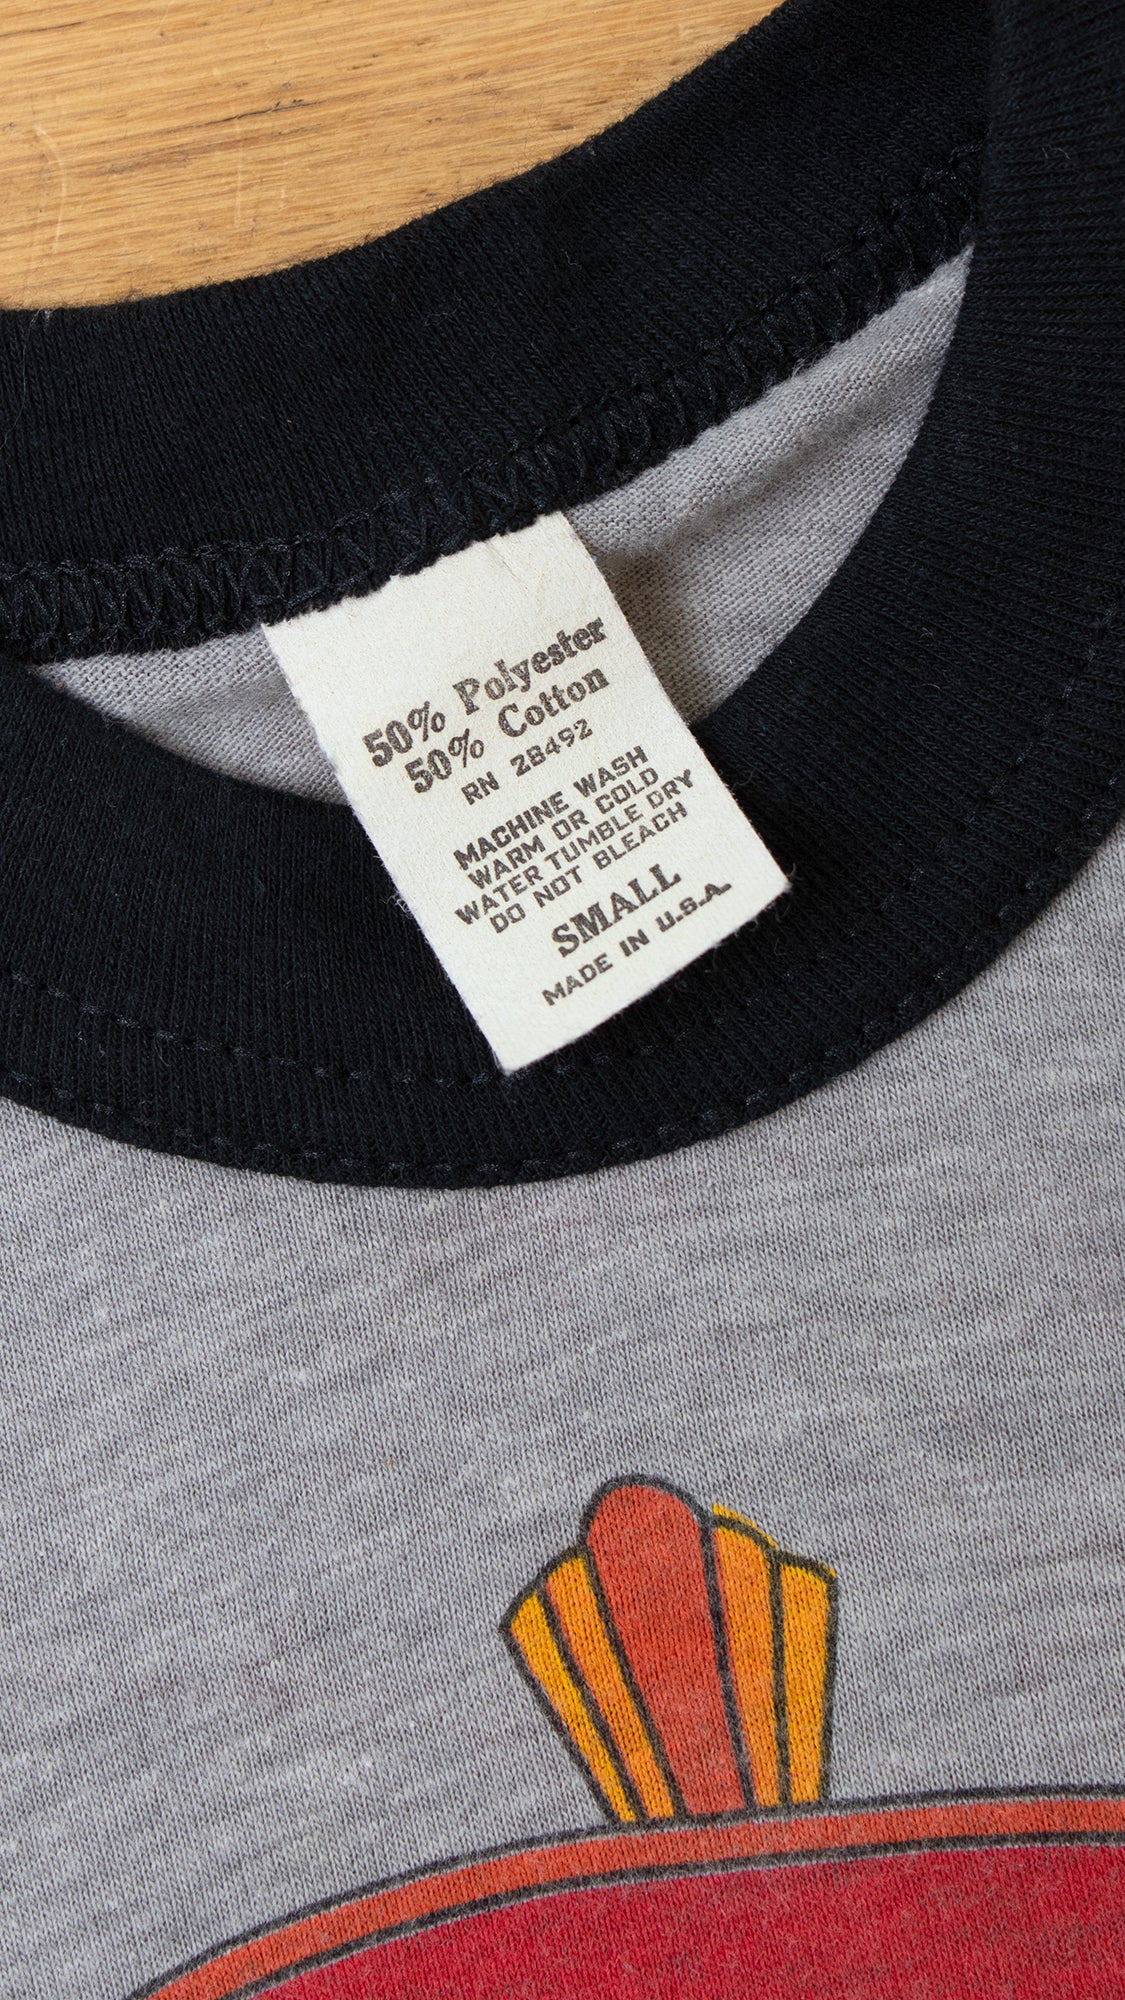 50% Polyester
50% Cotton
RN 28492
MACHINE WASH
WARM OR COLD
WATER TUMBLE DRY
DO NOT BLEACH
SMALL
MADE IN U.S.A.